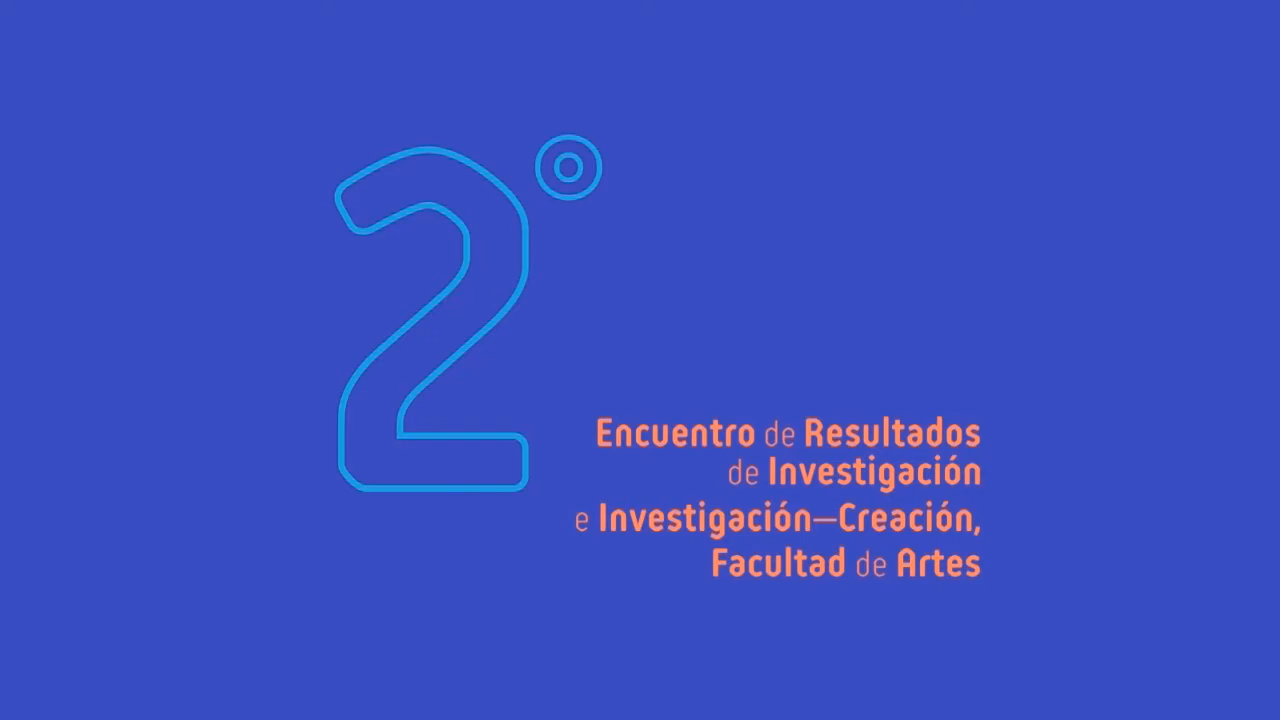 2°
Encuentro de Resultados
de Investigación
e Investigación—Creación,
Facultad de Artes